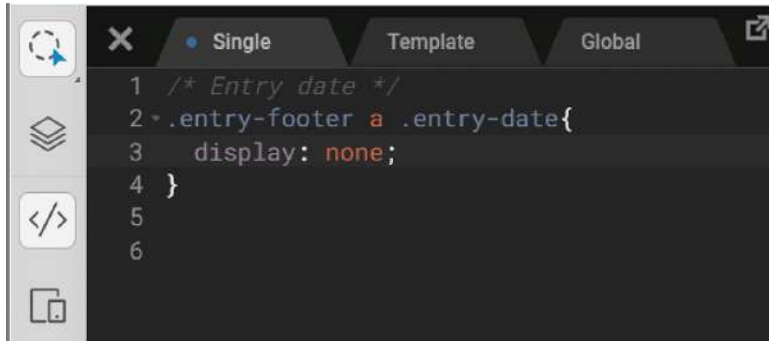 Single Template Global
1 /* Entry date */
2 .entry-footer a .entry-date{
3 display: none;
4 }
5
6